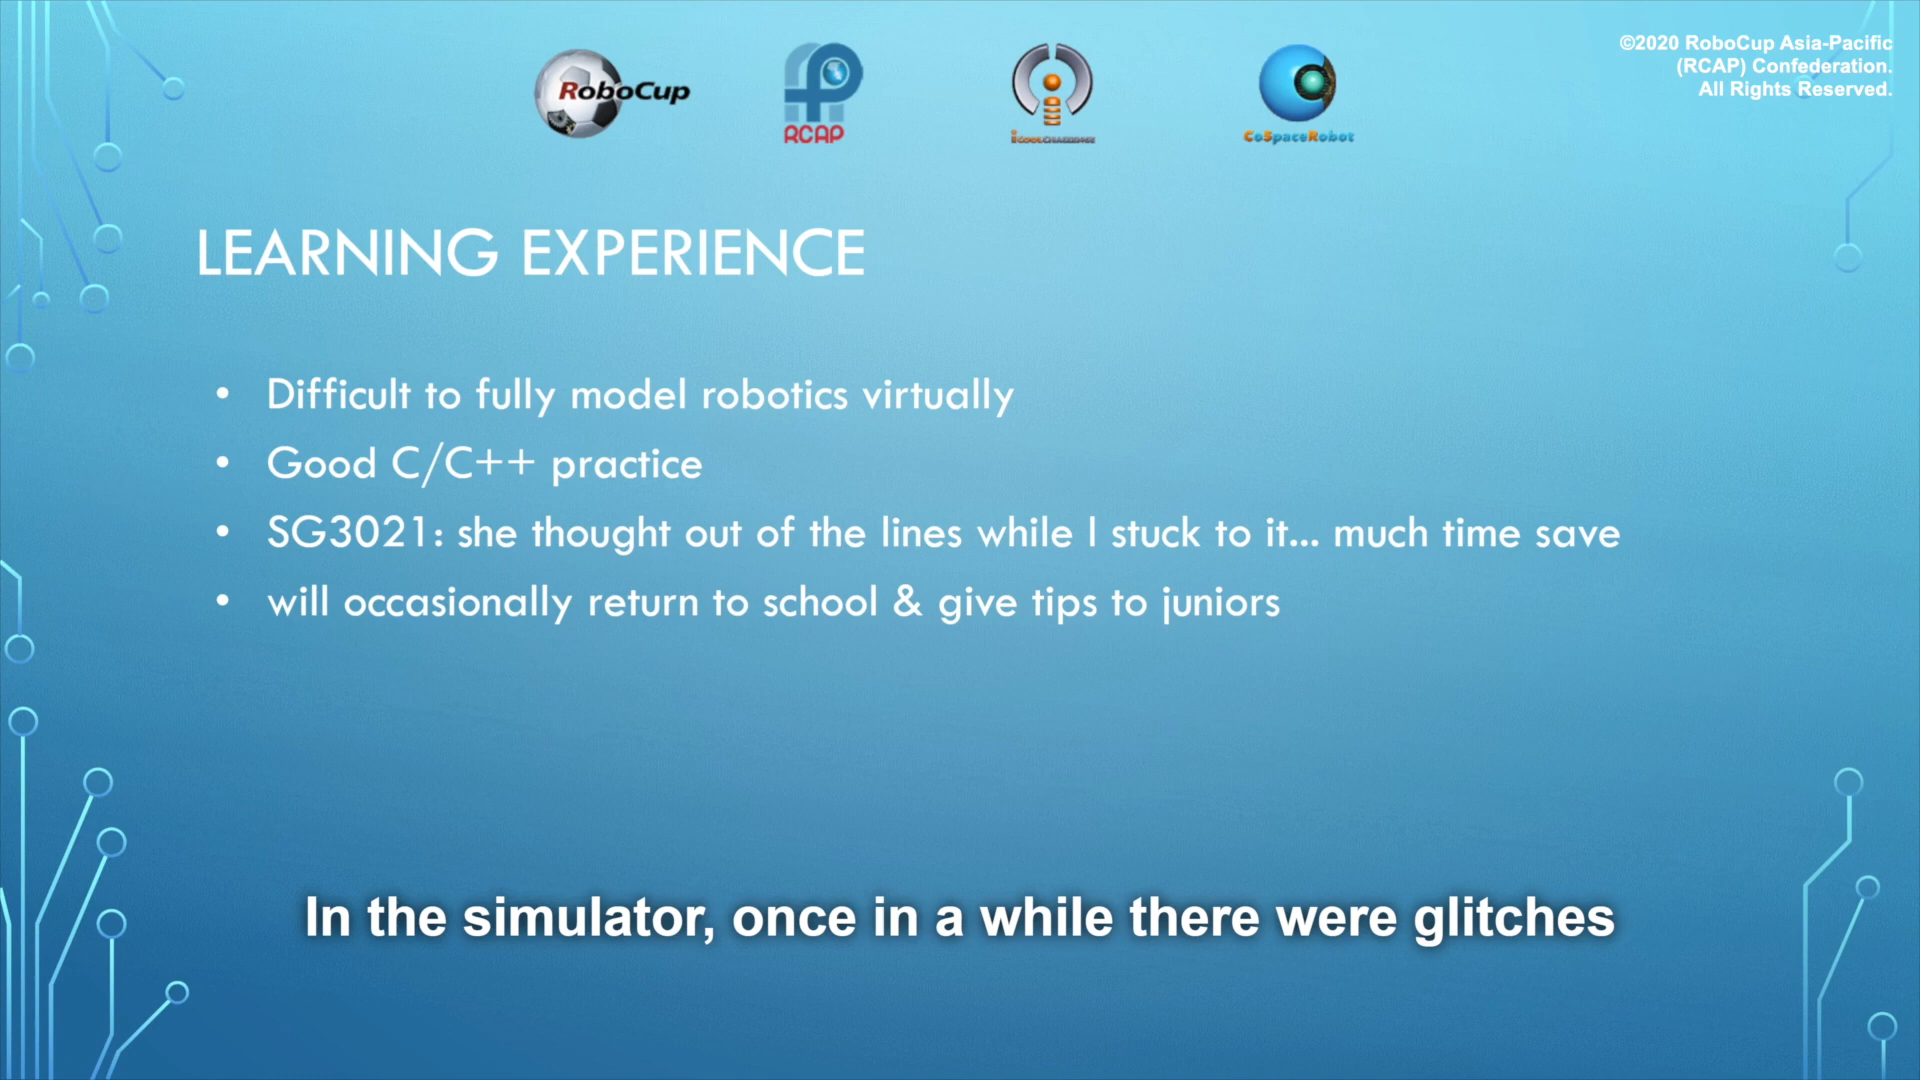 RoboCup
RCAP
iCOOLCHALLENGE
CoSpaceRobot
©2020 RoboCup Asia-Pacific
(RCAP) Confederation.
All Rights Reserved.
LEARNING EXPERIENCE
• Difficult to fully model robotics virtually
• Good C/C++ practice
• SG3021: she thought out of the lines while I stuck to it... much time save
• will occasionally return to school & give tips to juniors
In the simulator, once in a while there were glitches